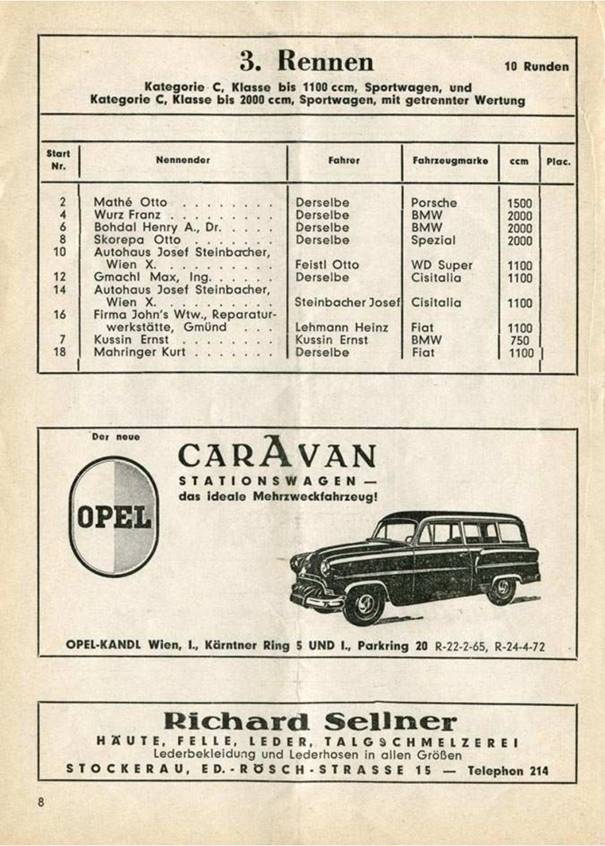 3. Rennen 10 Runden
Kategorie C, Klasse bis 1100 ccm, Sportwagen, und
Kategorie C, Klasse bis 2000 ccm, Sportwagen, mit getrennter Wertung
Start Nr. Nennender Fahrer Fahrzeugmarke ccm Plac.
2 Mathé Otto . . . . . . . . Derselbe Porsche 1500
4 Wurz Franz . . . . . . . . . Derselbe BMW 2000
6 Bohdal Henry A., Dr. . . . . . Derselbe BMW 2000
8 Skorepa Otto . . . . . . . Derselbe Spezial 2000
10 Autohaus Josef Steinbacher,
Wien X. . . . . . . . . . Feistl Otto WD Super 1100
12 Gmachl Max, Ing. . . . . . Derselbe Cisitalia 1100
14 Autohaus Josef Steinbacher,
Wien X. . . . . . . . . . Steinbacher Josef Cisitalia 1100
16 Firma John's Wtw., Reparatur-
werkstätte, Gmünd . . . Lehmann Heinz Fiat 1100
7 Kussin Ernst . . . . . . . . Kussin Ernst BMW 750
18 Mahringer Kurt . . . . . . . Derselbe Fiat 1100
Der neue
OPEL
CARAVAN
STATIONSWAGEN —
das ideale Mehrzweckfahrzeug!
OPEL-KANDL Wien, I., Kärntner Ring 5 UND I., Parkring 20 R-22-2-65, R-24-4-72
Richard Sellner
HÄUTE, FELLE, LEDER, TALGSCHMELZEREI
Lederbekleidung und Lederhosen in allen Größen
STOCKERAU, ED.-RÖSCH-STRASSE 15 — Telephon 214
8